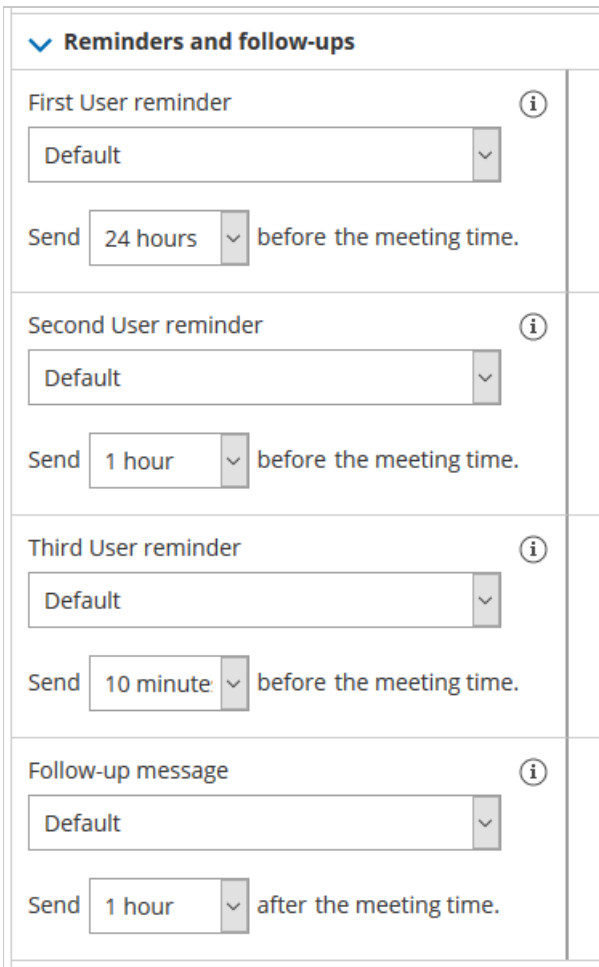 Reminders and follow-ups
First User reminder
Default
Send 24 hours before the meeting time.
Second User reminder
Default
Send 1 hour before the meeting time.
Third User reminder
Default
Send 10 minute before the meeting time.
Follow-up message
Default
Send 1 hour after the meeting time.